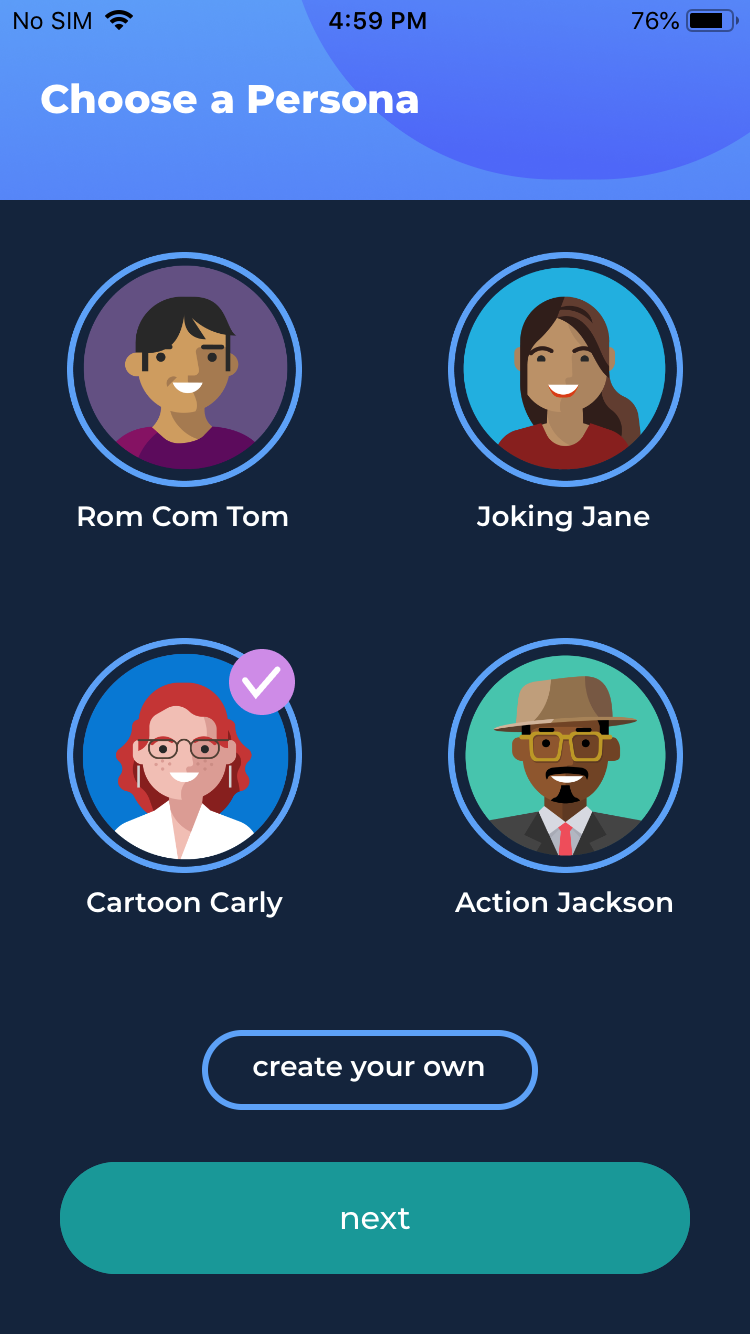 No SIM 4:59 PM 76%
Choose a Persona
Rom Com Tom Joking Jane
Cartoon Carly Action Jackson
create your own
next